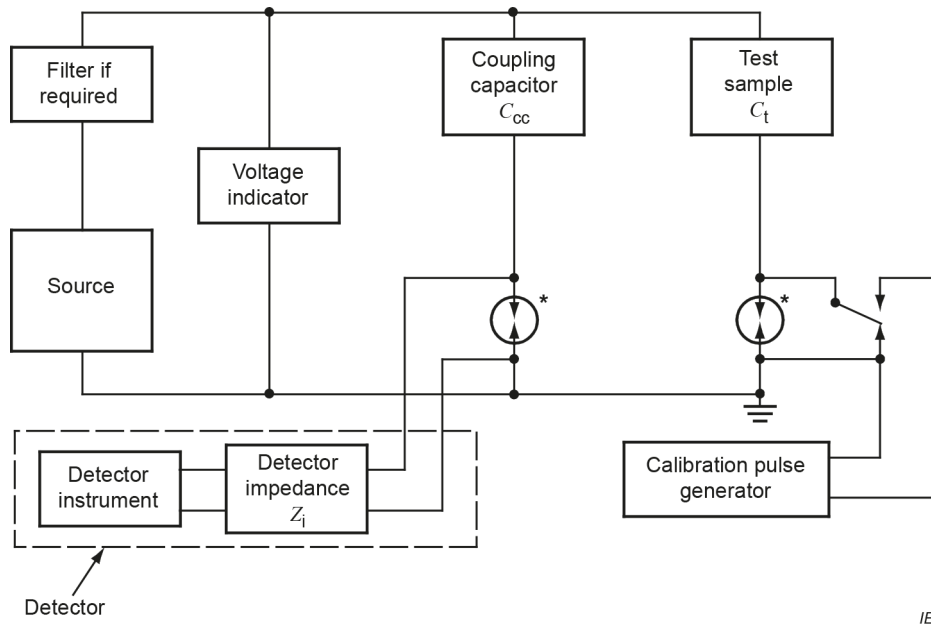 Filter if
required
Source
Voltage
indicator
Coupling
capacitor
Ccc
Test
sample
Ct
*
*
Detector
instrument
Detector
impedance
Zi
Calibration pulse
generator
Detector